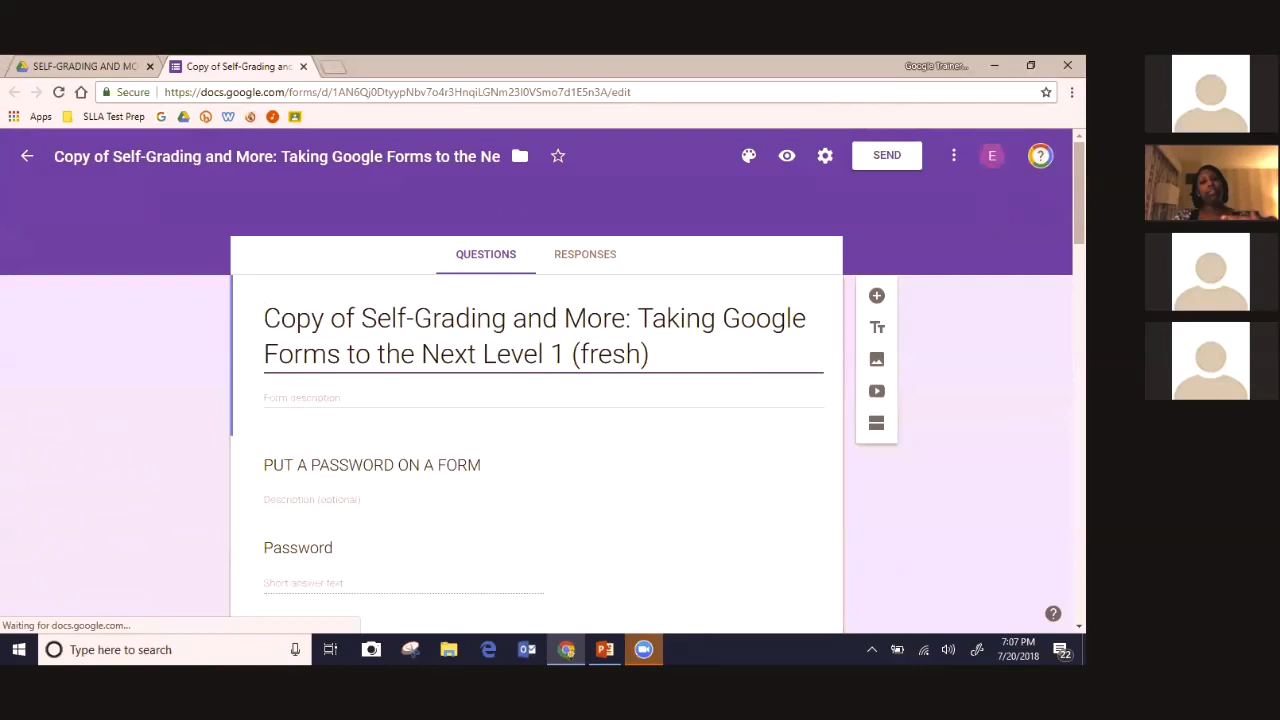 SELF-GRADING AND MC
Copy of Self-Grading and
Google Trainer...
Secure
https://docs.google.com/forms/d/1AN6Qj0DtyypNbv7o4r3HnqiLGNm23I0VSmo7d1E5n3A/edit
Apps
SLLA Test Prep
Copy of Self-Grading and More: Taking Google Forms to the Ne
SEND
E
QUESTIONS
RESPONSES
Copy of Self-Grading and More: Taking Google
Forms to the Next Level 1 (fresh)
Form description
PUT A PASSWORD ON A FORM
Description (optional)
Password
Short answer text
Waiting for docs.google.com...
Type here to search
7:07 PM
7/20/2018
22